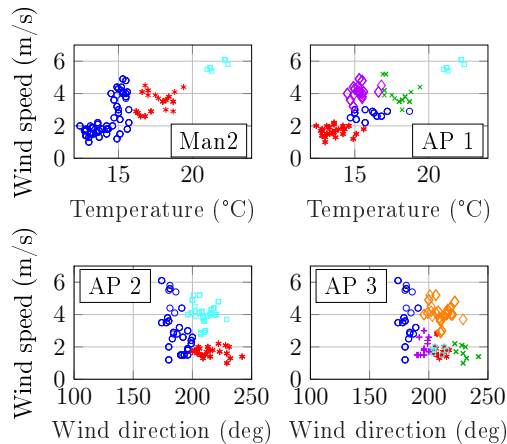 Wind speed (m/s)
6
4
2
0
15
20
Temperature (°C)
Man2
6
4
2
0
15
20
Temperature (°C)
AP 1
Wind speed (m/s)
6
4
2
0
100
150
200
250
Wind direction (deg)
AP 2
6
4
2
0
100
150
200
250
Wind direction (deg)
AP 3